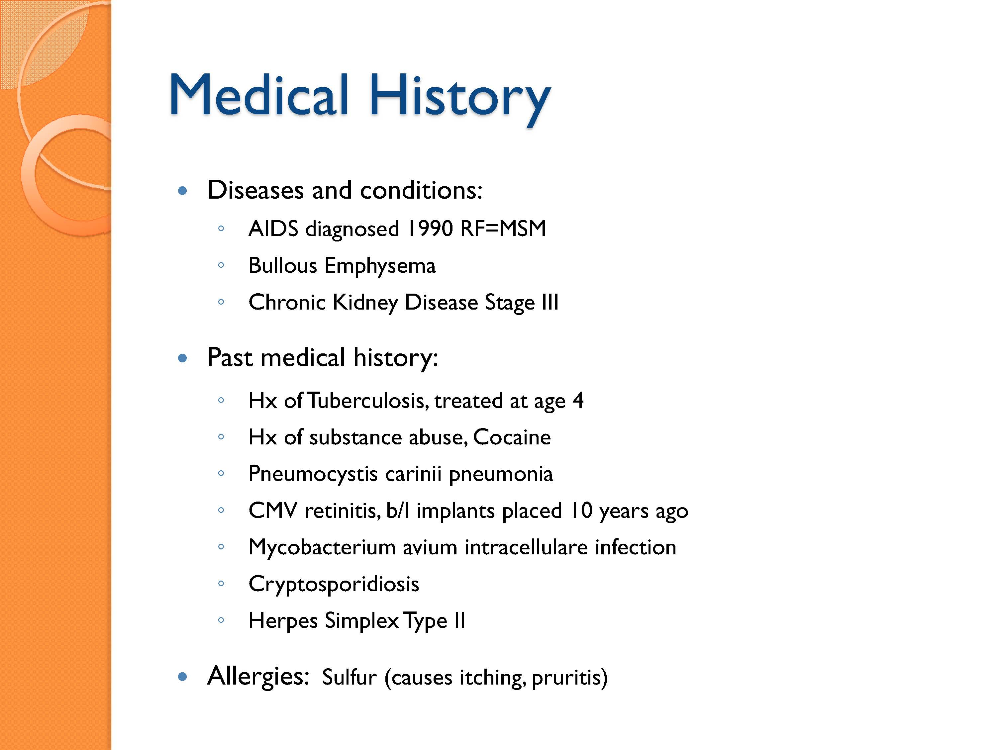 Medical History
• Diseases and conditions:
◦ AIDS diagnosed 1990 RF=MSM
◦ Bullous Emphysema
◦ Chronic Kidney Disease Stage III
• Past medical history:
◦ Hx of Tuberculosis, treated at age 4
◦ Hx of substance abuse, Cocaine
◦ Pneumocystis carinii pneumonia
◦ CMV retinitis, b/l implants placed 10 years ago
◦ Mycobacterium avium intracellulare infection
◦ Cryptosporidiosis
◦ Herpes Simplex Type II
• Allergies: Sulfur (causes itching, pruritis)